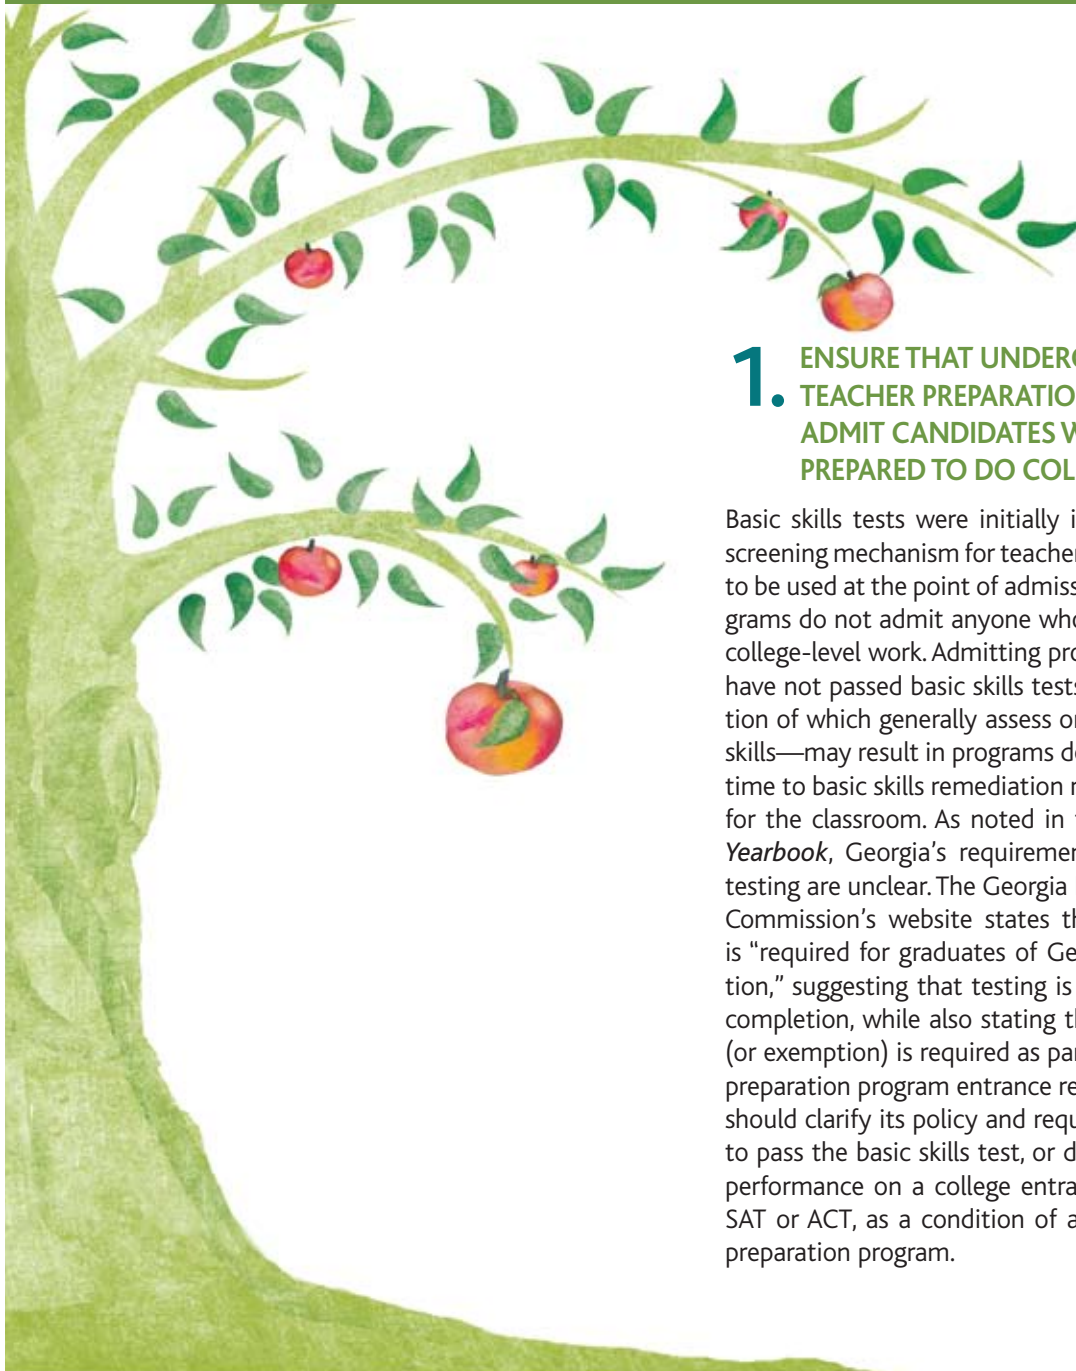 1. ENSURE THAT UNDERG
TEACHER PREPARATIO
ADMIT CANDIDATES W
PREPARED TO DO COL
Basic skills tests were initially i
screening mechanism for teacher
to be used at the point of admiss
grams do not admit anyone who
college-level work. Admitting pro
have not passed basic skills tests
tion of which generally assess or
skills—may result in programs de
time to basic skills remediation r
for the classroom. As noted in
Yearbook, Georgia’s requiremen
testing are unclear. The Georgia
Commission’s website states th
is “required for graduates of Ge
tion,” suggesting that testing is
completion, while also stating th
(or exemption) is required as par
preparation program entrance re
should clarify its policy and requ
to pass the basic skills test, or d
performance on a college entra
SAT or ACT, as a condition of a
preparation program.